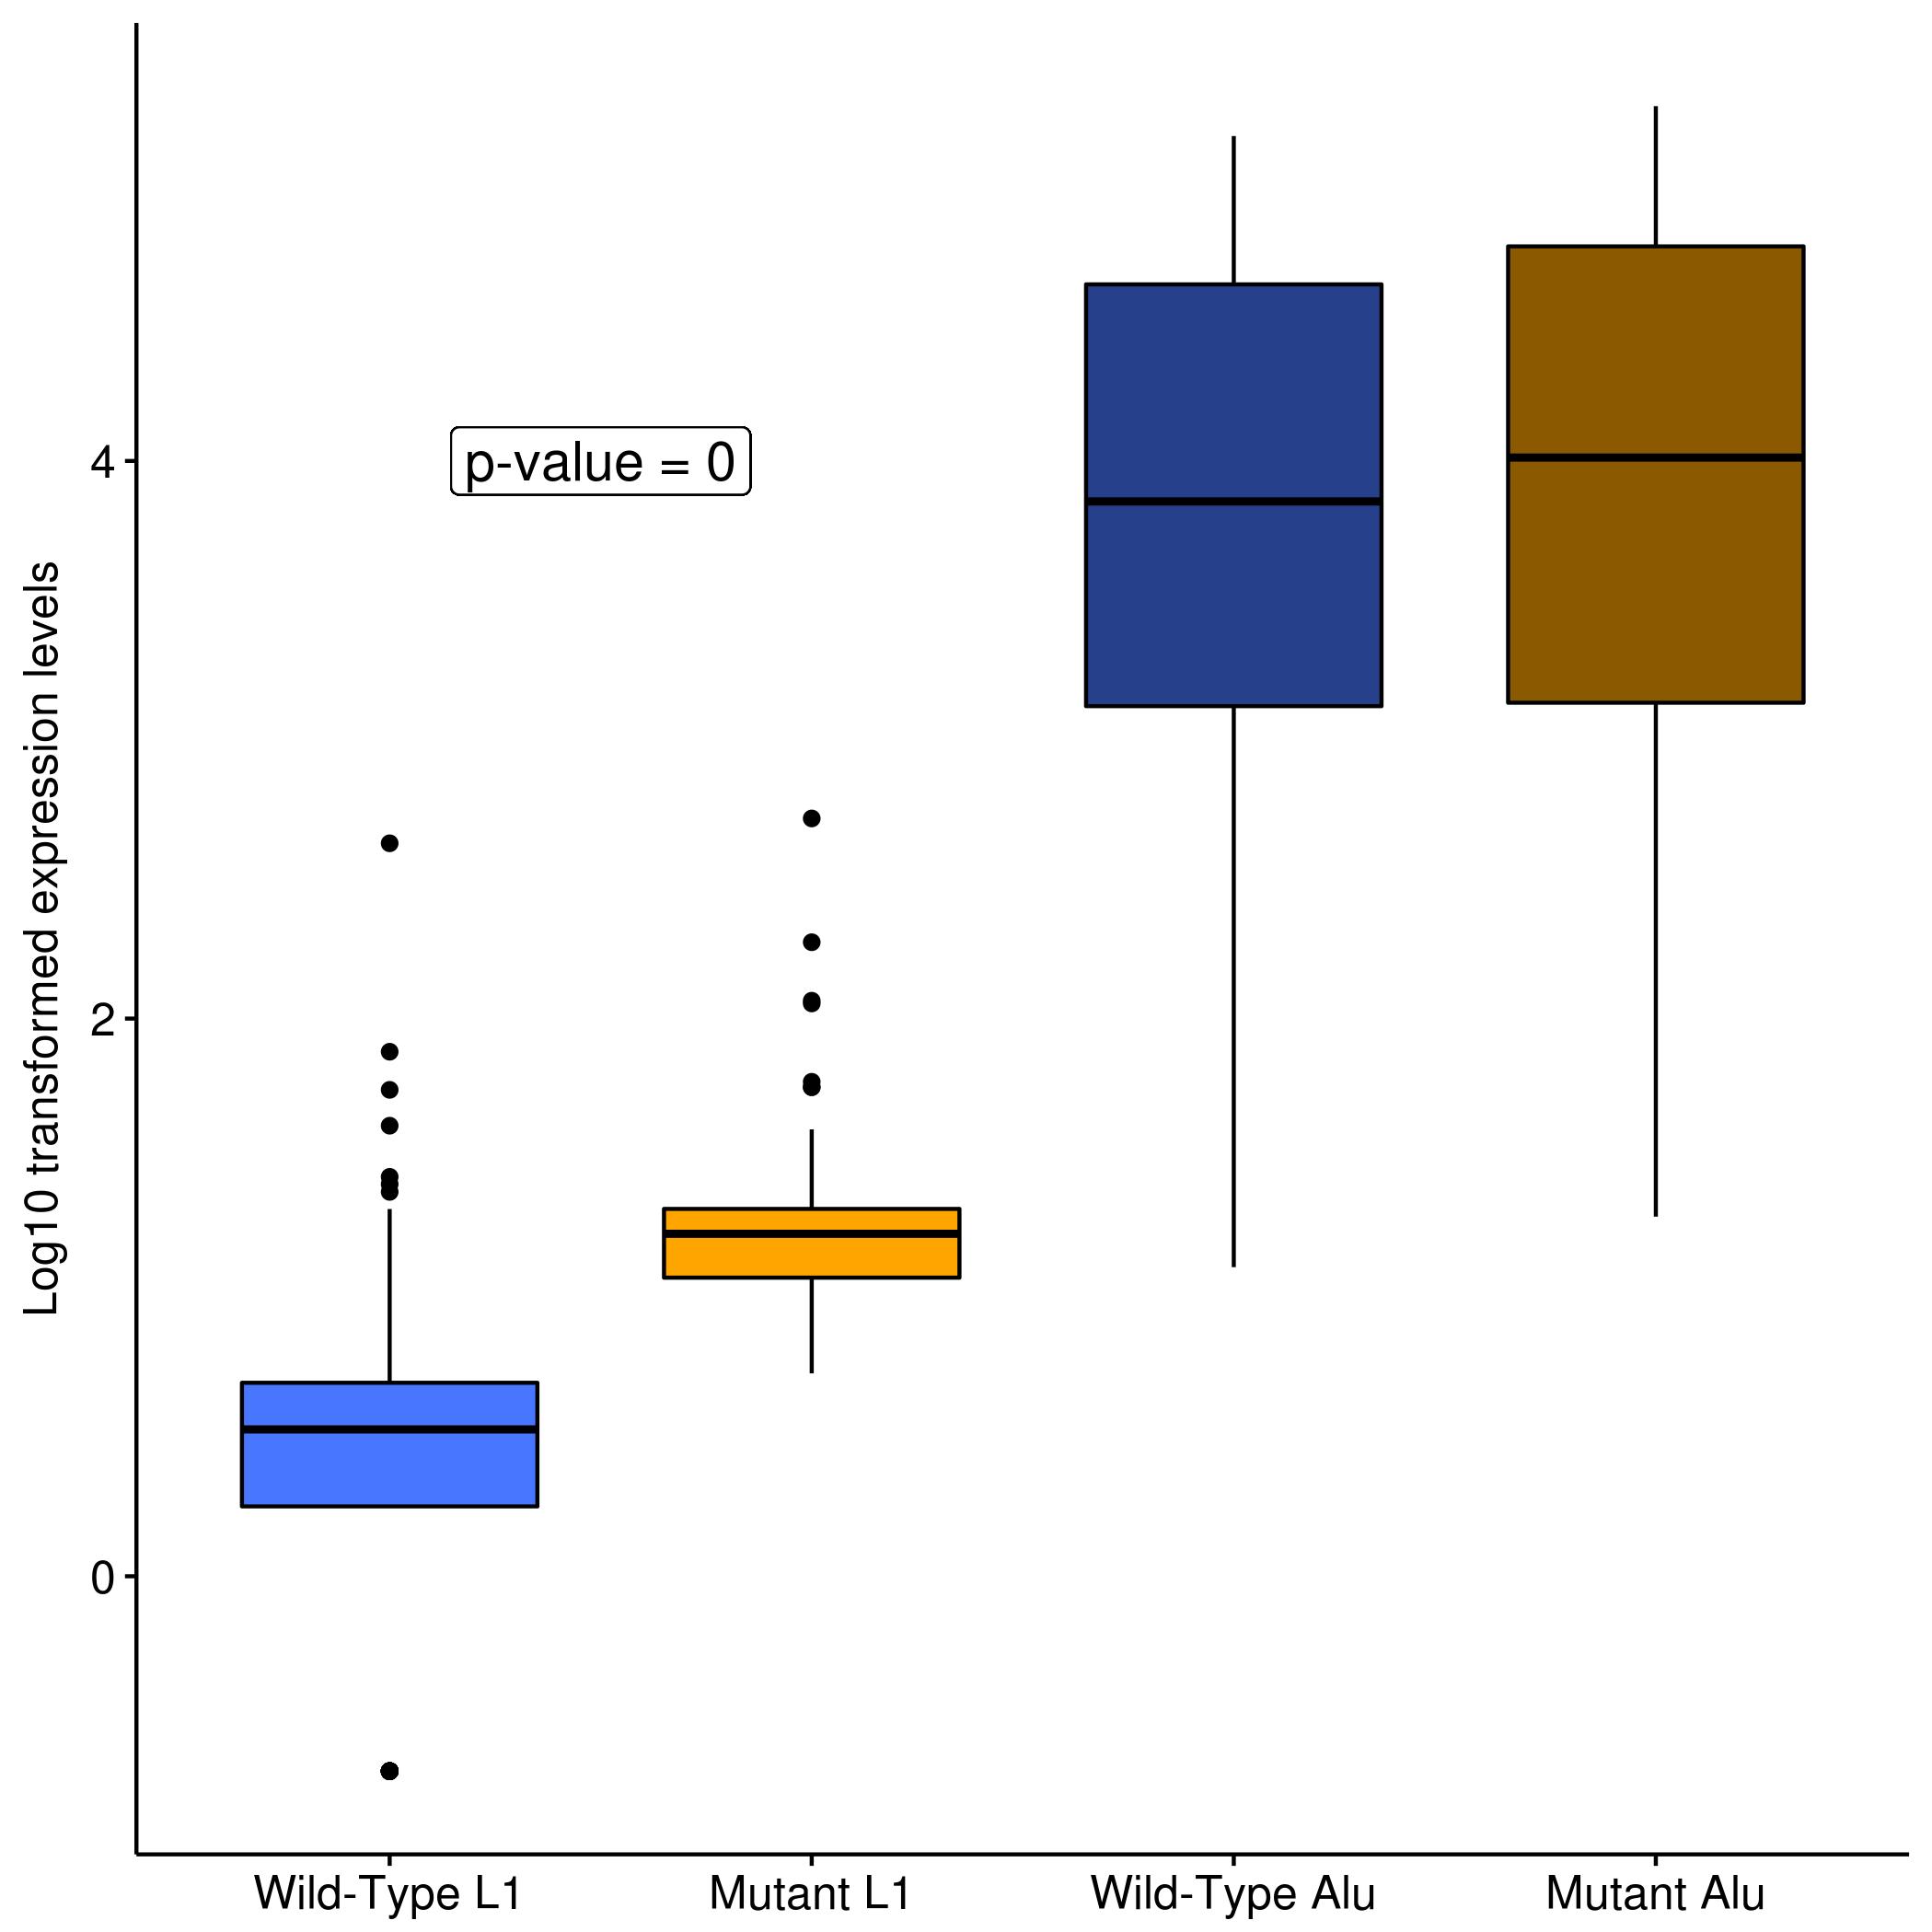 Log10 transformed expression levels
4
2
0
p-value = 0
Wild-Type L1
Mutant L1
Wild-Type Alu
Mutant Alu